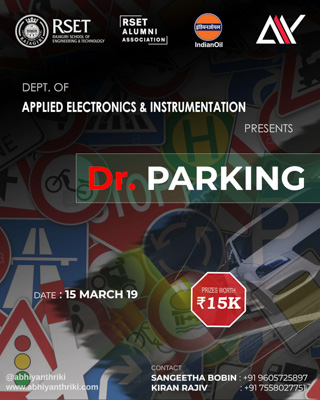 RSET
RAJAGIRI SCHOOL OF
ENGINEERING & TECHNOLOGY
RSET
ALUMNI
ASSOCIATION
इंडियनऑयल
IndianOil
DEPT. OF
APPLIED ELECTRONICS & INSTRUMENTATION
PRESENTS
STOP
H
Dr. PARKING
DATE : 15 MARCH 19
PRIZES WORTH
₹15K
CONTACT
@abhiyanthriki
SANGEETHA BOBIN : +91 9605725897
www.abhiyanthriki.com
KIRAN RAJIV : +91 7558027751